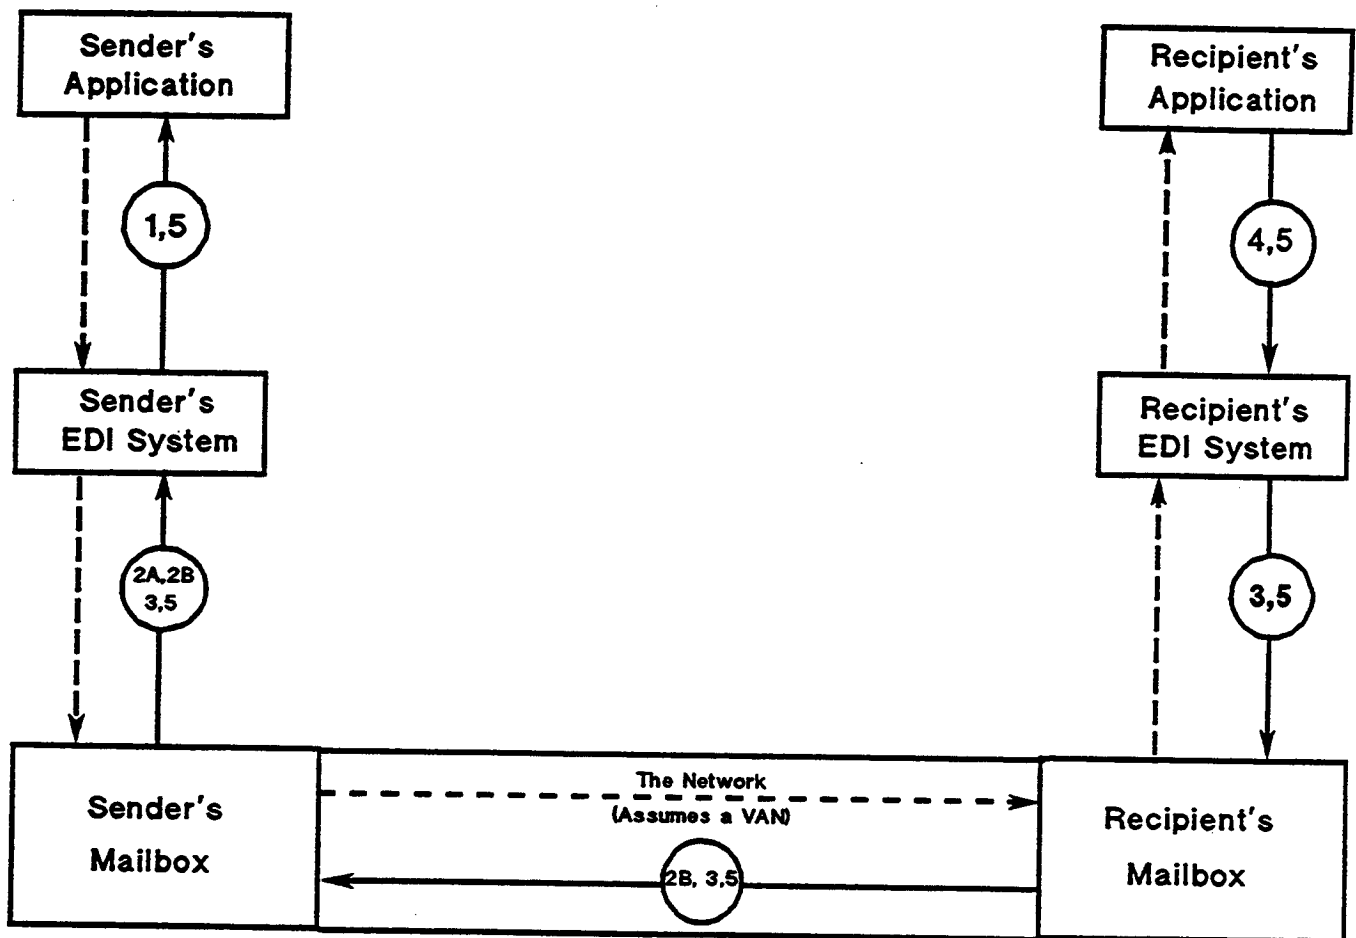 Sender's
Application
Recipient's
Application
1,5
4,5
Sender's
EDI System
Recipient's
EDI System
2A,2B
3,5
3,5
The Network
(Assumes a VAN)
Sender's
Mailbox
2B, 3,5
Recipient's
Mailbox